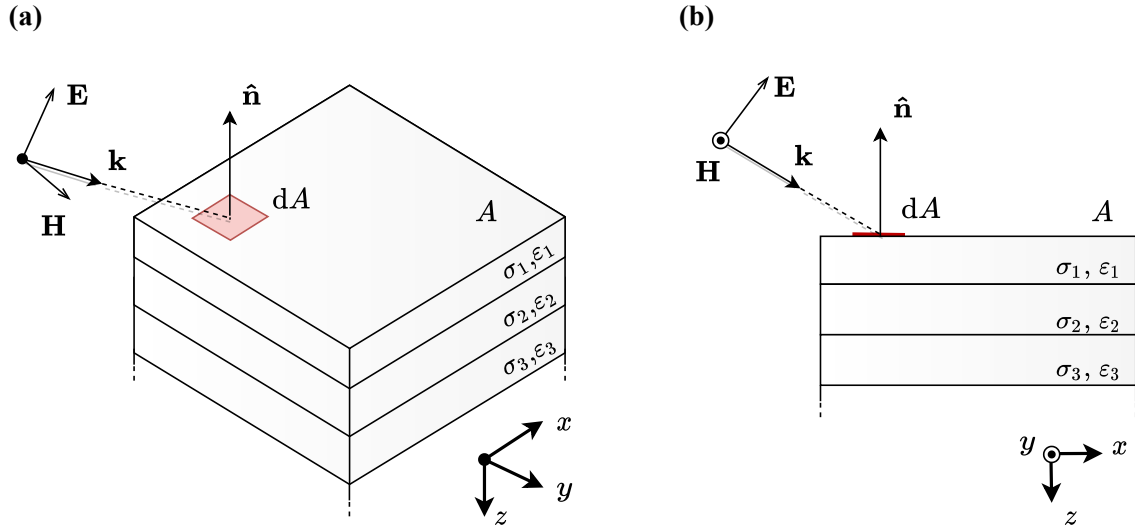 (a)
E
n̂
k
dA
H
A
σ₁,ε₁
σ₂,ε₂
σ₃,ε₃
x
y
z
(b)
E
n̂
k
H
dA
A
σ₁, ε₁
σ₂, ε₂
σ₃, ε₃
y
x
z